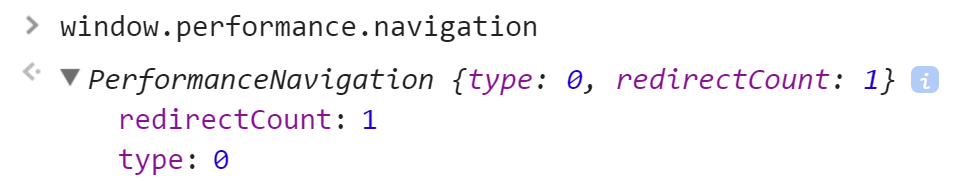 > window.performance.navigation
PerformanceNavigation {type: 0, redirectCount: 1} i
redirectCount: 1
type: 0